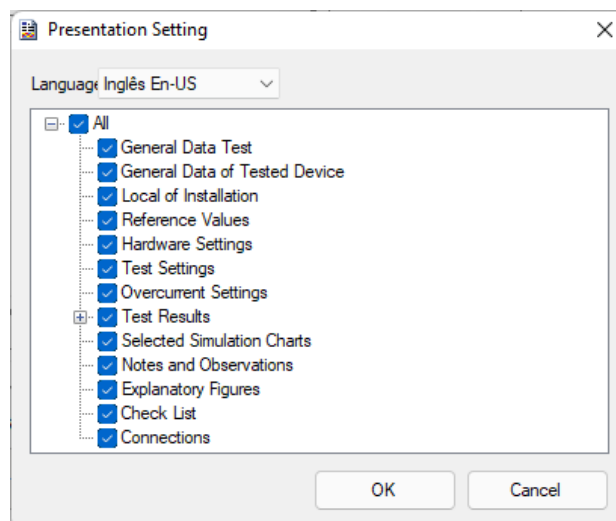 Presentation Setting
Language Inglês En-US
All
General Data Test
General Data of Tested Device
Local of Installation
Reference Values
Hardware Settings
Test Settings
Overcurrent Settings
Test Results
Selected Simulation Charts
Notes and Observations
Explanatory Figures
Check List
Connections
OK Cancel